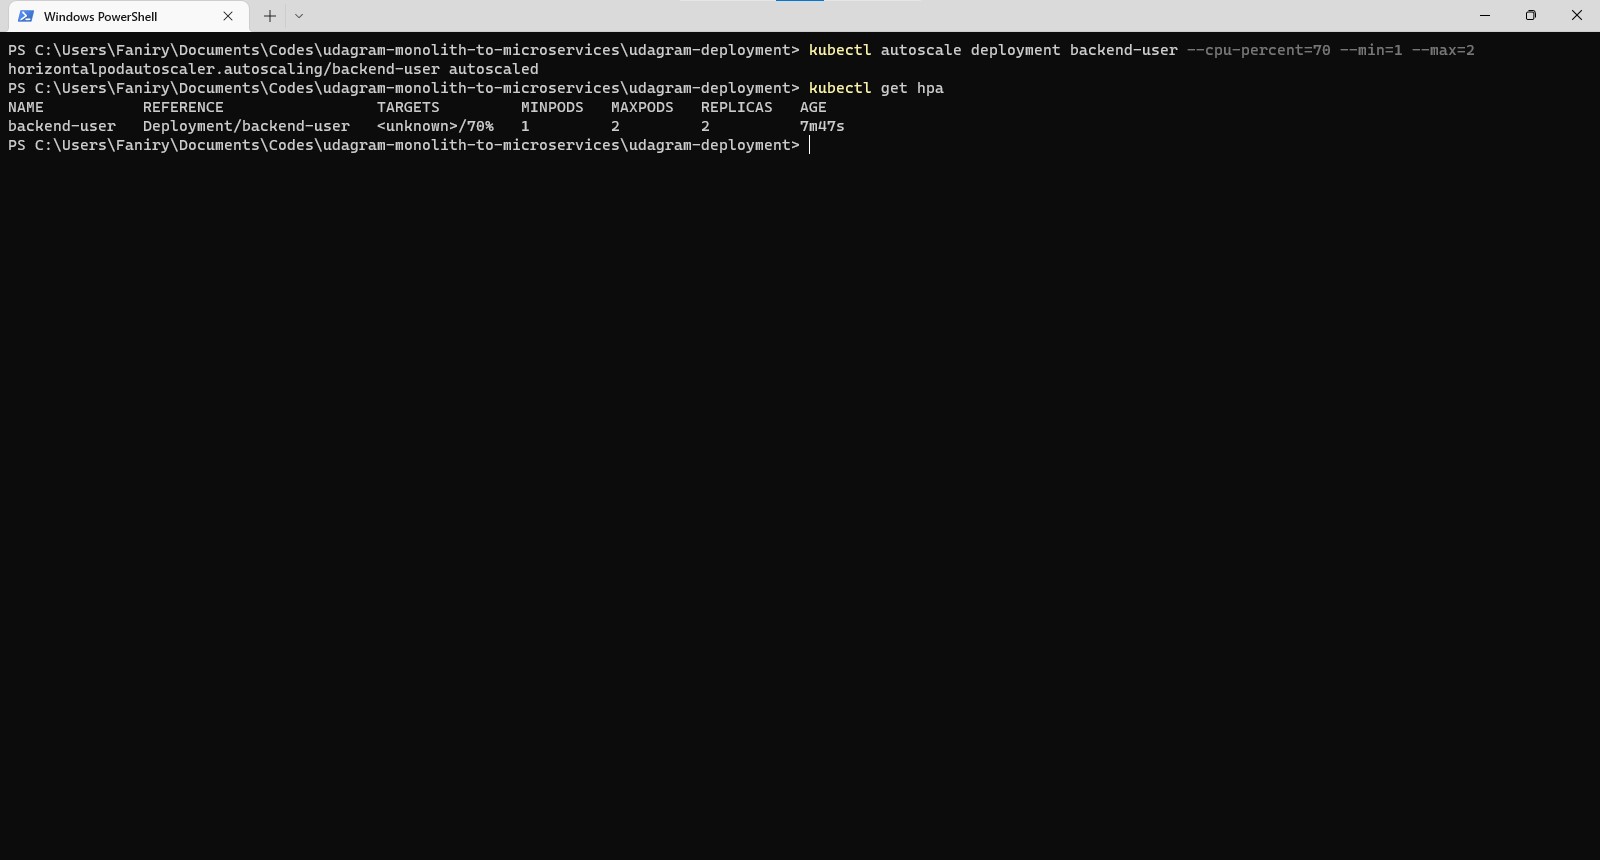 Windows PowerShell
PS C:\Users\Faniry\Documents\Codes\udagram-monolith-to-microservices\udagram-deployment> kubectl autoscale deployment backend-user --cpu-percent=70 --min=1 --max=2
horizontalpodautoscaler.autoscaling/backend-user autoscaled
PS C:\Users\Faniry\Documents\Codes\udagram-monolith-to-microservices\udagram-deployment> kubectl get hpa
NAME           REFERENCE                 TARGETS         MINPODS   MAXPODS   REPLICAS   AGE
backend-user   Deployment/backend-user   <unknown>/70%   1         2         2          7m47s
PS C:\Users\Faniry\Documents\Codes\udagram-monolith-to-microservices\udagram-deployment>